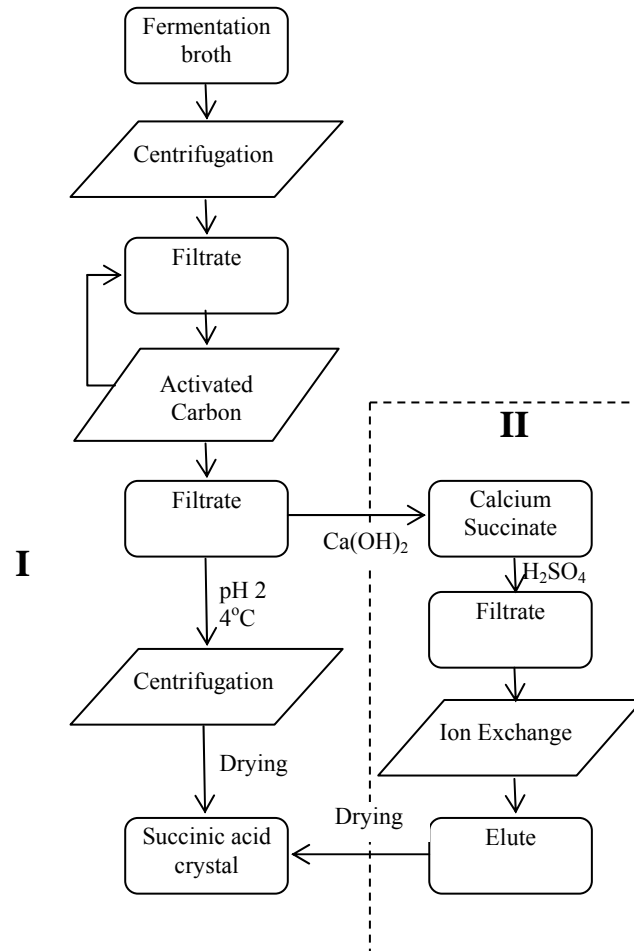 Fermentation
broth
Centrifugation
Filtrate
Activated
Carbon
Filtrate
I
pH 2
4°C
Centrifugation
Drying
Succinic acid
crystal
II
Ca(OH)₂
Calcium
Succinate
H₂SO₄
Filtrate
Ion Exchange
Elute
Drying